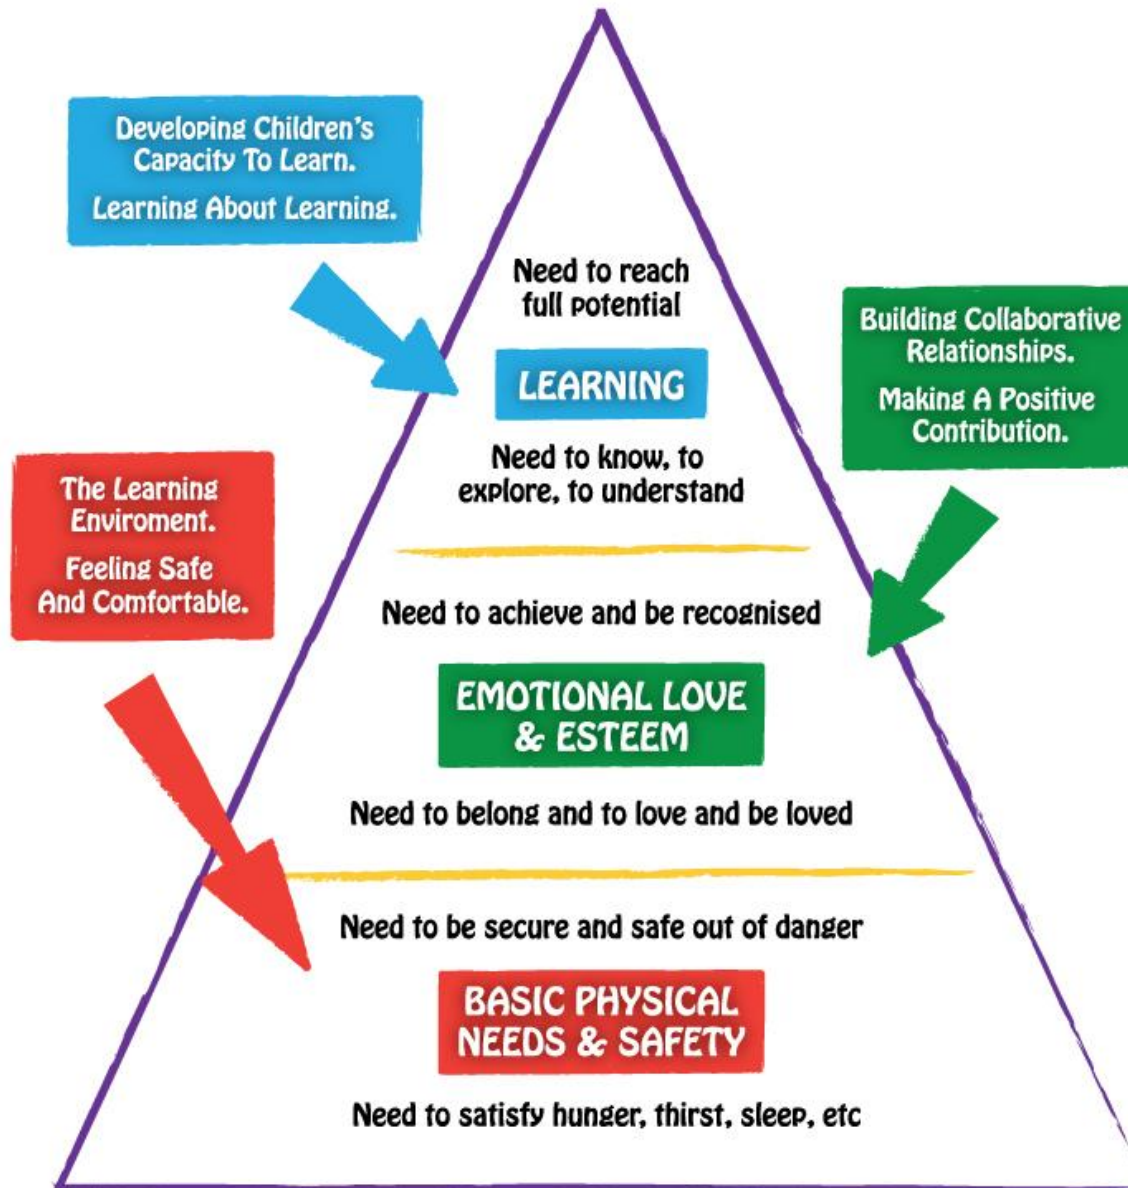 Developing Children's
Capacity To Learn.
Learning About Learning.
Need to reach
full potential
Building Collaborative
Relationships.
Making A Positive
Contribution.
LEARNING
Need to know, to
explore, to understand
The Learning
Enviroment.
Feeling Safe
And Comfortable.
Need to achieve and be recognised
EMOTIONAL LOVE
& ESTEEM
Need to belong and to love and be loved
Need to be secure and safe out of danger
BASIC PHYSICAL
NEEDS & SAFETY
Need to satisfy hunger, thirst, sleep, etc